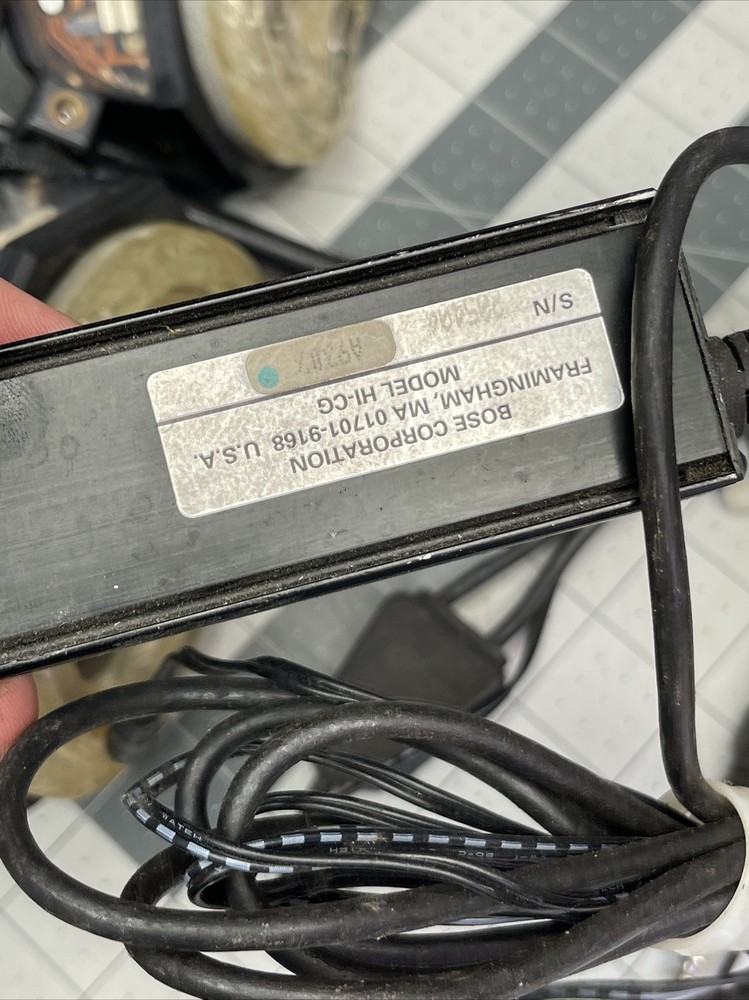 BOSE CORPORATION
FRAMINGHAM, MA 01701-9168 U.S.A.
MODEL HI-CG
S/N